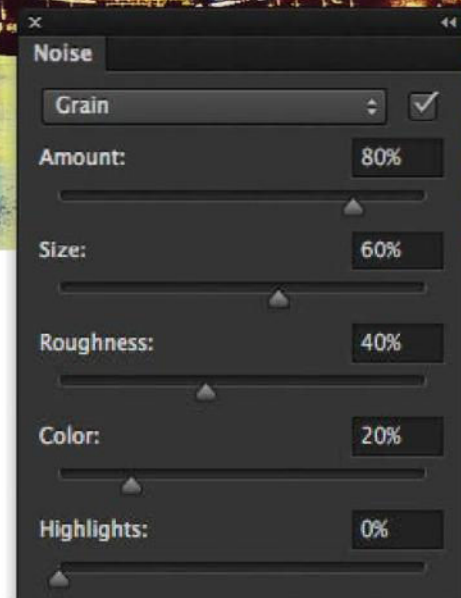 Noise
Grain
Amount: 80%
Size: 60%
Roughness: 40%
Color: 20%
Highlights: 0%